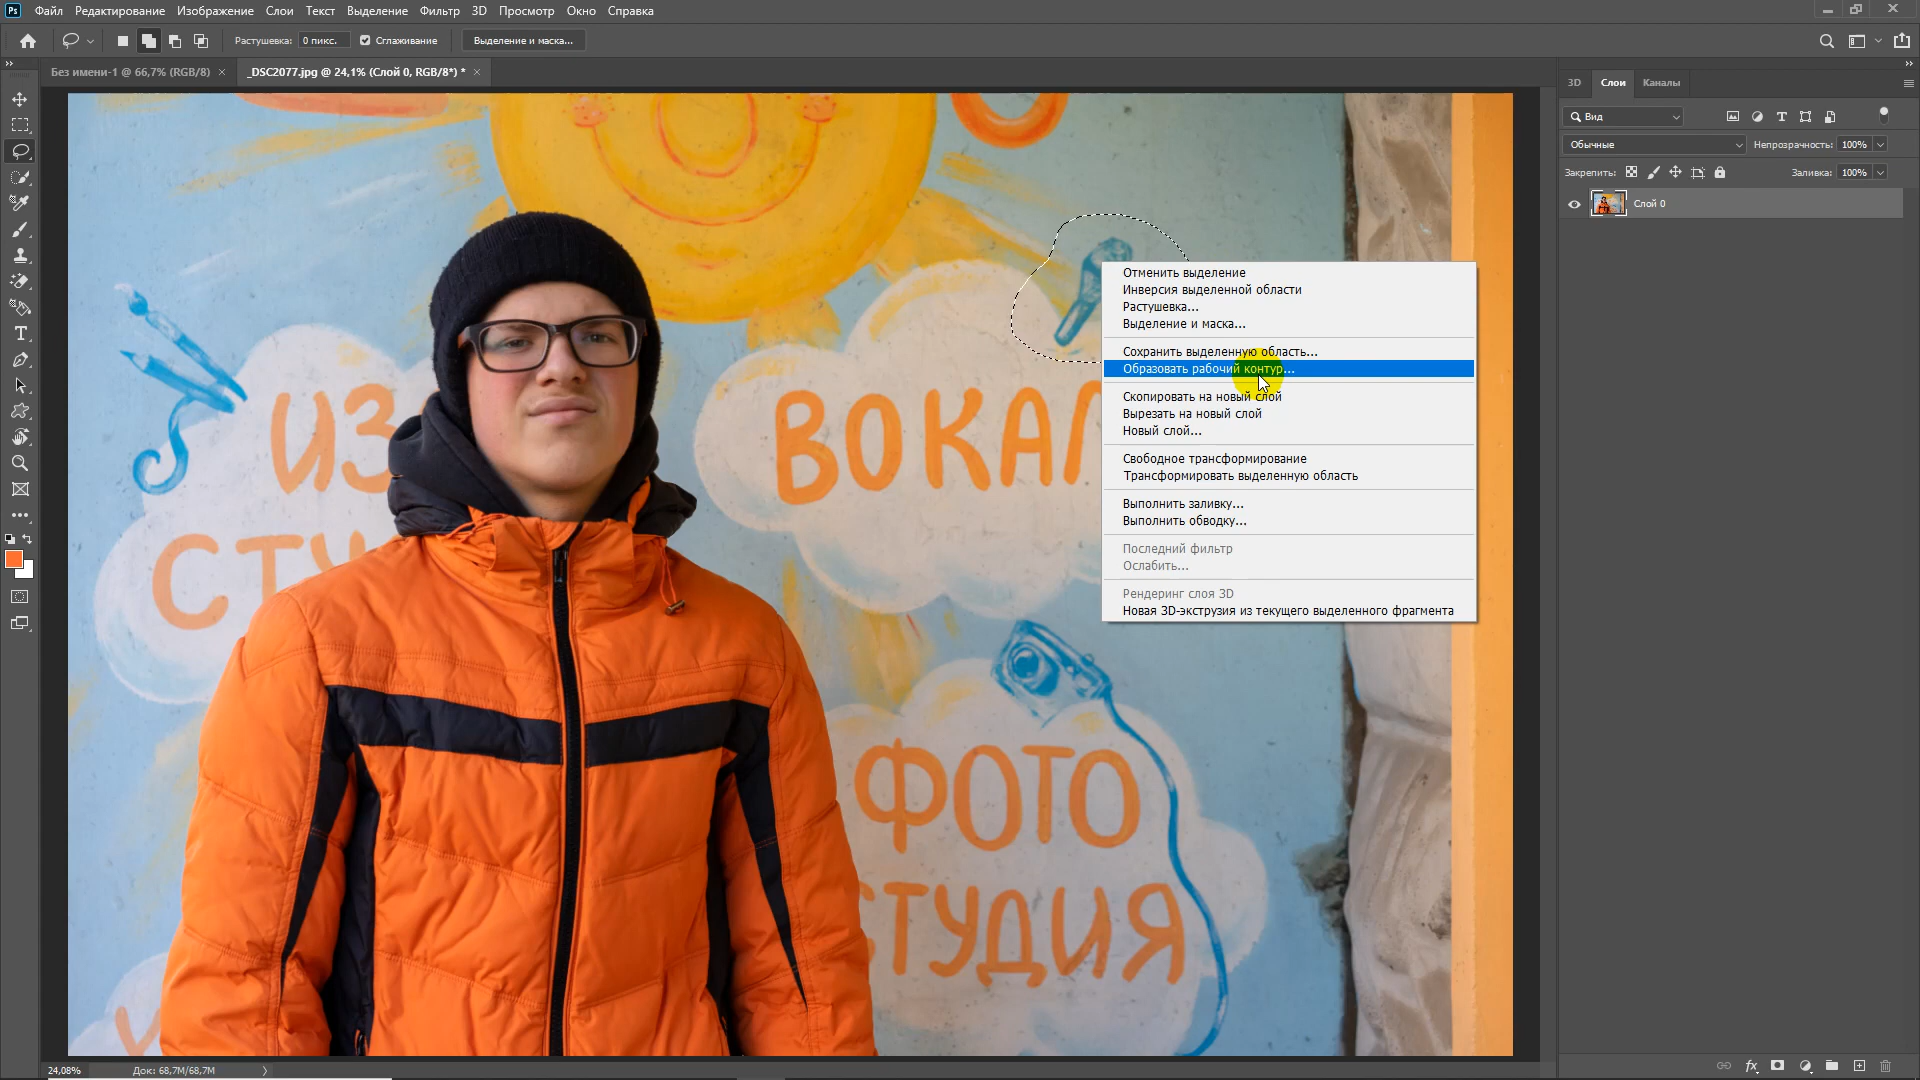 Ps Файл Редактирование Изображение Слои Текст Выделение Фильтр 3D Просмотр Окно Справка
Растушевка: 0 пикс. Сглаживание Выделение и маска...
Без имени-1 @ 66,7% (RGB/8) × _DSC2077.jpg @ 24,1% (Слой 0, RGB/8*) * ×
3D Слои Каналы
Вид
Обычные Непрозрачность: 100%
Закрепить: Заливка: 100%
Слой 0
Отменить выделение
Инверсия выделенной области
Растушевка...
Выделение и маска...
Сохранить выделенную область...
Образовать рабочий контур...
Скопировать на новый слой
Вырезать на новый слой
Новый слой...
Свободное трансформирование
Трансформировать выделенную область
Выполнить заливку...
Выполнить обводку...
Последний фильтр
Ослабить...
Рендеринг слоя 3D
Новая 3D-экструзия из текущего выделенного фрагмента
ИЗ
СТУ
ВОКАЛ
ФОТО
СТУДИЯ
24,08% Док: 68,7M/68,7M